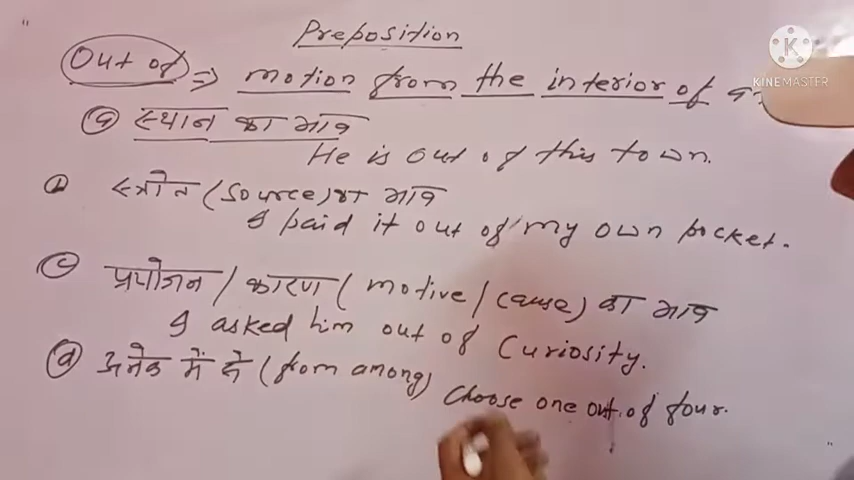 Preposition
Out of ⇒ motion from the interior of
(a) स्थान का भाव
He is out of this town.
b स्त्रोत (Source) का भाव
I paid it out of my own pocket.
(c) प्रयोजन / कारण ( motive / cause) का भाव
I asked him out of Curiosity.
(d) अनेक में से (from among) Choose one out of four.
KINEMASTER